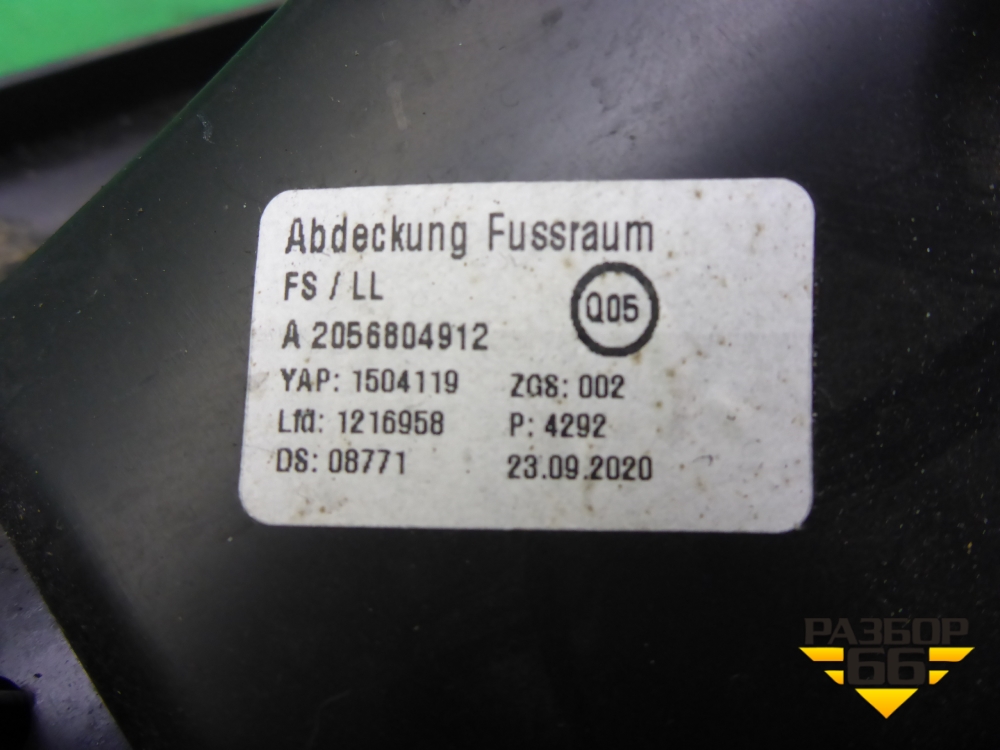 Abdeckung Fussraum
FS / LL
Q05
A 2056804912
YAP: 1504119 ZGS: 002
Lfd: 1216958 P: 4292
DS: 08771 23.09.2020
РАЗБОР
66